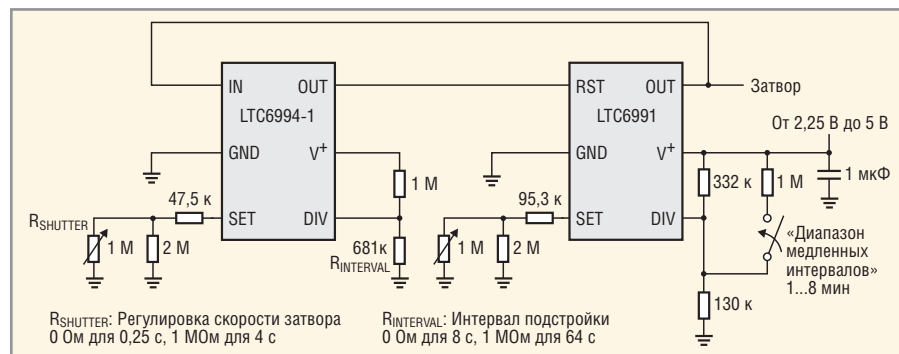 IN
OUT
LTC6994-1
GND
V+
SET
DIV
RST
OUT
LTC6991
GND
V+
SET
DIV
Затвор
От 2,25 В до 5 В
1 М
332 к
1 М
1 мкФ
47,5 к
95,3 к
RSHUTTER
1 М
2 М
681к
RINTERVAL
1 М
2 М
«Диапазон
медленных
интервалов»
1...8 мин
130 к
RSHUTTER: Регулировка скорости затвора
0 Ом для 0,25 с, 1 МОм для 4 с
RINTERVAL: Интервал подстройки
0 Ом для 8 с, 1 МОм для 64 с